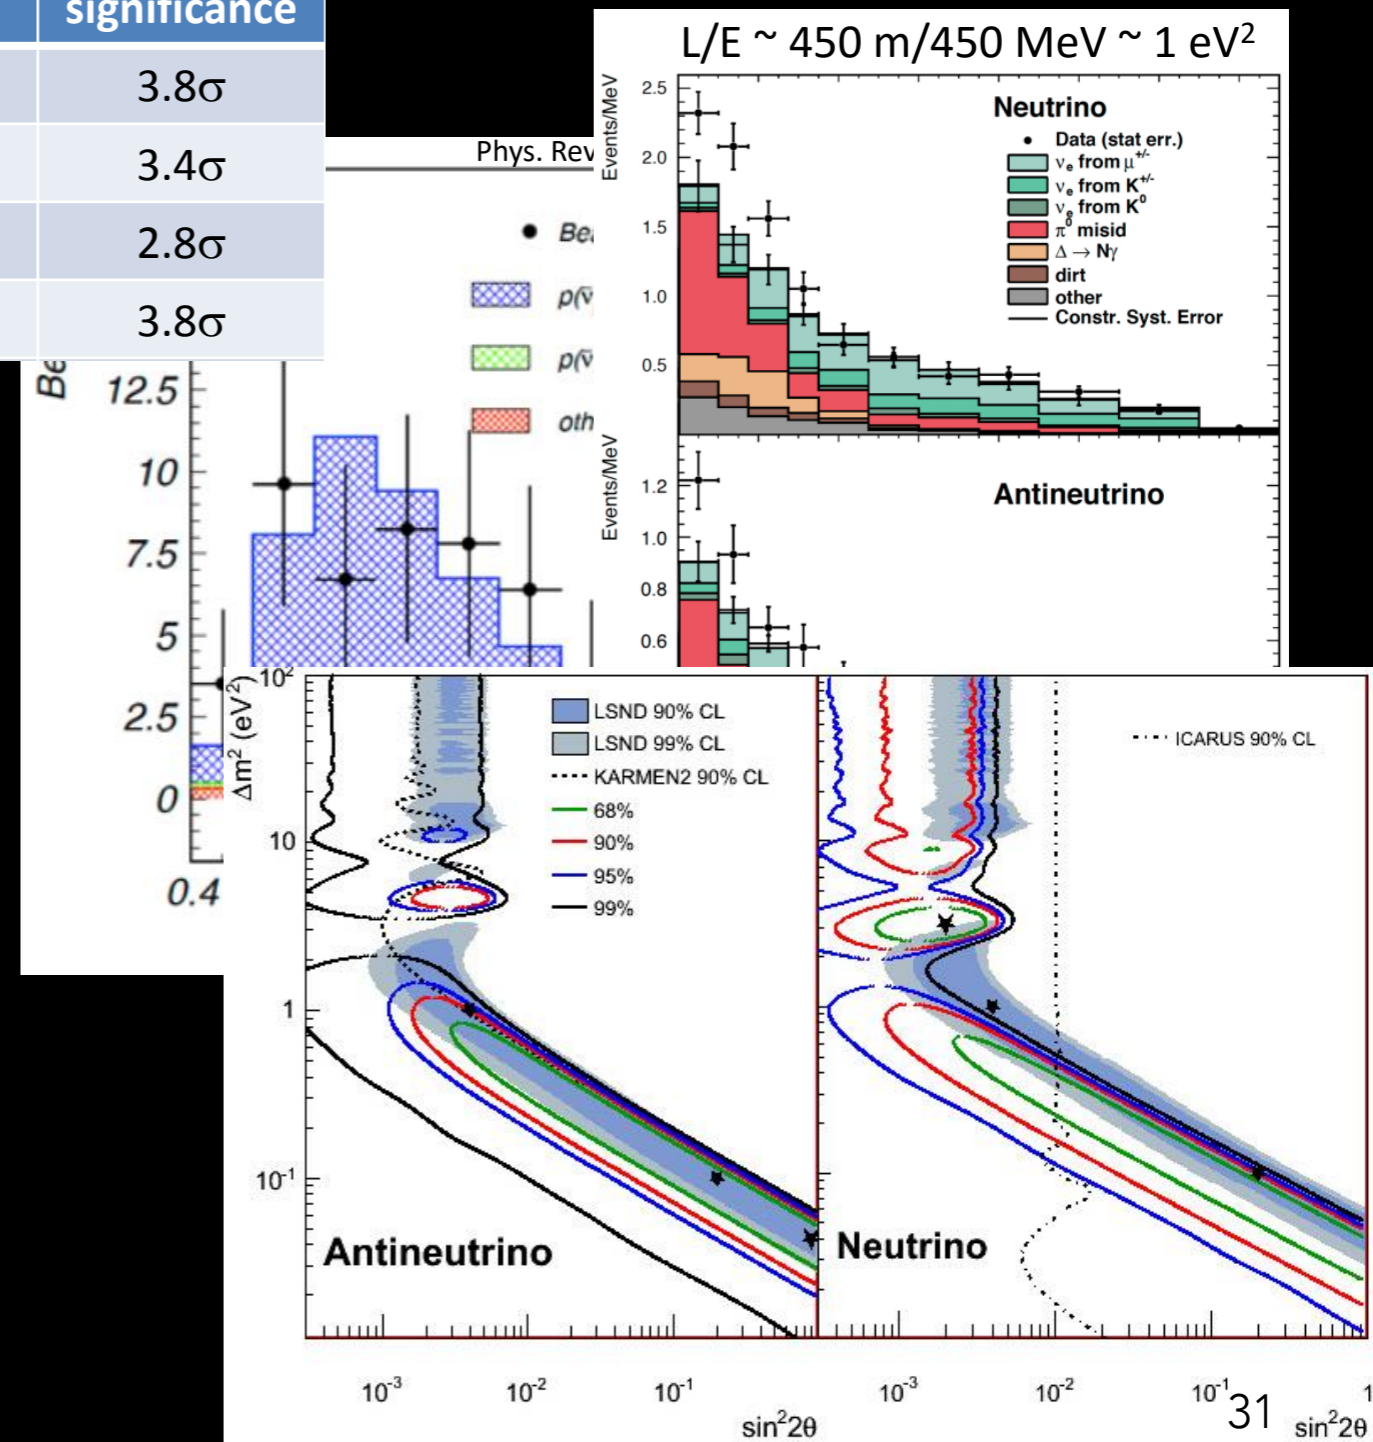 significance
3.8σ
3.4σ
2.8σ
3.8σ
Phys. Rev
Be
12.5
10
7.5
5
2.5
0
0.4
L/E ~ 450 m/450 MeV ~ 1 eV²
Events/MeV
2.5
2.0
1.5
1.0
0.5
Neutrino
Data (stat err.)
νe from μ+/-
νe from K+/-
νe from K0
π0 misid
Δ → Nγ
dirt
other
Constr. Syst. Error
Events/MeV
1.2
1.0
0.8
0.6
Antineutrino
Δm² (eV²)
10²
10
1
10⁻¹
LSND 90% CL
LSND 99% CL
KARMEN2 90% CL
68%
90%
95%
99%
Antineutrino
10⁻³
10⁻²
10⁻¹
sin²2θ
ICARUS 90% CL
Neutrino
10⁻³
10⁻²
10⁻¹
1
sin²2θ
31